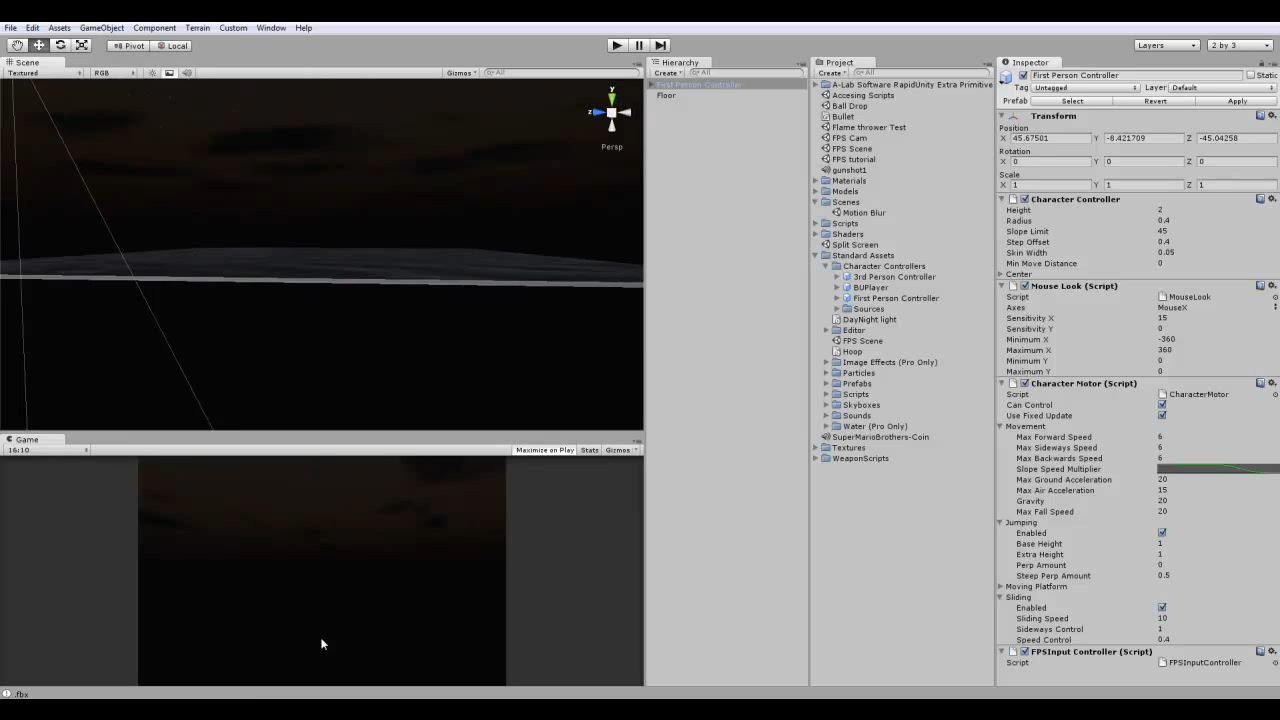 File Edit Assets GameObject Component Terrain Custom Window Help
Pivot Local
Layers 2 by 3
Scene
Textured RGB Gizmos All
y
z
Persp
Game
16:10 Maximize on Play Stats Gizmos
Hierarchy
Create All
First Person Controller
Floor
Project
Create All
A-Lab Software RapidUnity Extra Primitive
Accesing Scripts
Ball Drop
Bullet
Flame thrower Test
FPS Cam
FPS Scene
FPS tutorial
gunshot1
Materials
Models
Scenes
Motion Blur
Scripts
Shaders
Split Screen
Standard Assets
Character Controllers
3rd Person Controller
BUPlayer
First Person Controller
Sources
DayNight light
Editor
FPS Scene
Hoop
Image Effects (Pro Only)
Particles
Prefabs
Scripts
Skyboxes
Sounds
Water (Pro Only)
SuperMarioBrothers-Coin
Textures
WeaponScripts
Inspector
First Person Controller Static
Tag Untagged Layer Default
Prefab Select Revert Apply
Transform
Position
X 45.67501 Y -8.421709 Z -45.04258
Rotation
X 0 Y 0 Z 0
Scale
X 1 Y 1 Z 1
Character Controller
Height 2
Radius 0.4
Slope Limit 45
Step Offset 0.4
Skin Width 0.05
Min Move Distance 0
Center
Mouse Look (Script)
Script MouseLook
Axes MouseX
Sensitivity X 15
Sensitivity Y 0
Minimum X -360
Maximum X 360
Minimum Y 0
Maximum Y 0
Character Motor (Script)
Script CharacterMotor
Can Control
Use Fixed Update
Movement
Max Forward Speed 6
Max Sideways Speed 6
Max Backwards Speed 6
Slope Speed Multiplier
Max Ground Acceleration 20
Max Air Acceleration 15
Gravity 20
Max Fall Speed 20
Jumping
Enabled
Base Height 1
Extra Height 1
Perp Amount 0
Steep Perp Amount 0.5
Moving Platform
Sliding
Enabled
Sliding Speed 10
Sideways Control 1
Speed Control 0.4
FPSInput Controller (Script)
Script FPSInputController
.fbx